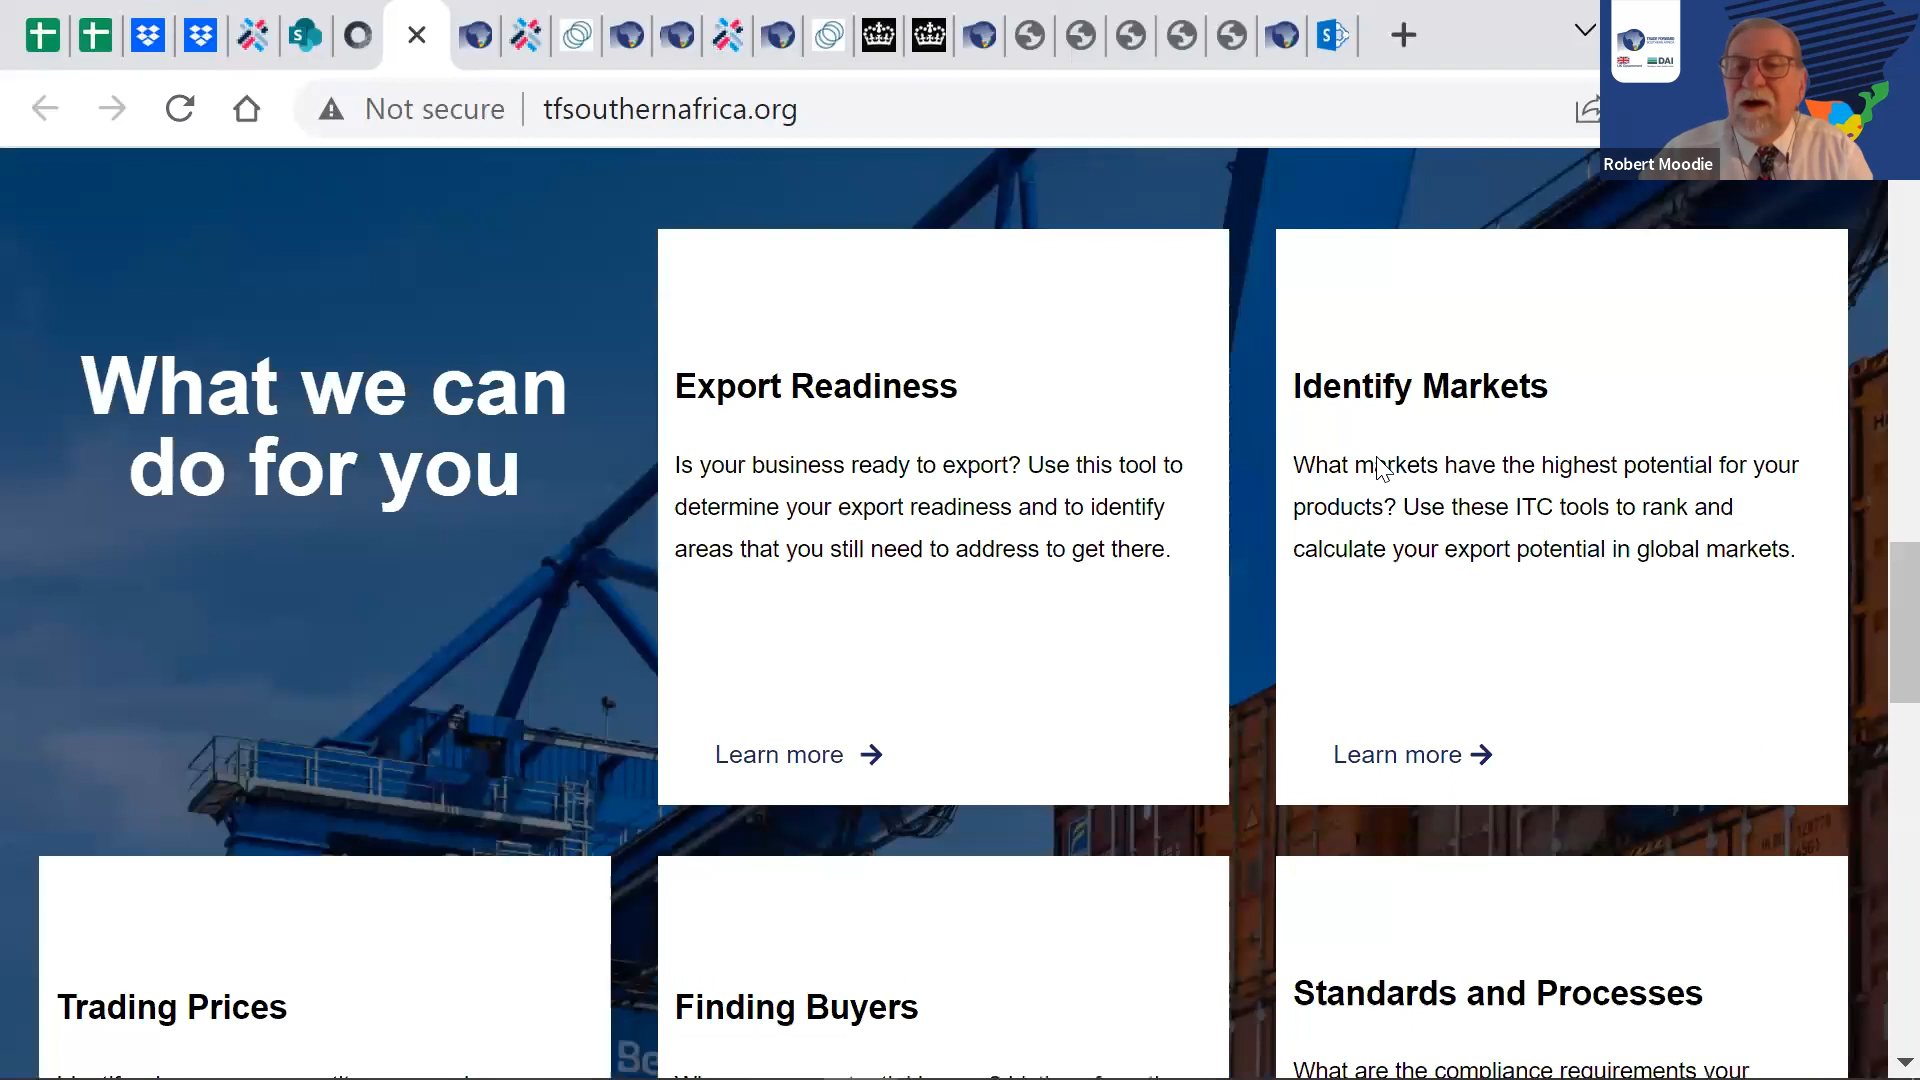 Not secure
tfsouthernafrica.org
DAI
Robert Moodie
What we can
do for you
Export Readiness
Is your business ready to export? Use this tool to
determine your export readiness and to identify
areas that you still need to address to get there.
Learn more
Identify Markets
What markets have the highest potential for your
products? Use these ITC tools to rank and
calculate your export potential in global markets.
Learn more
Trading Prices
Finding Buyers
Standards and Processes
What are the compliance requirements your